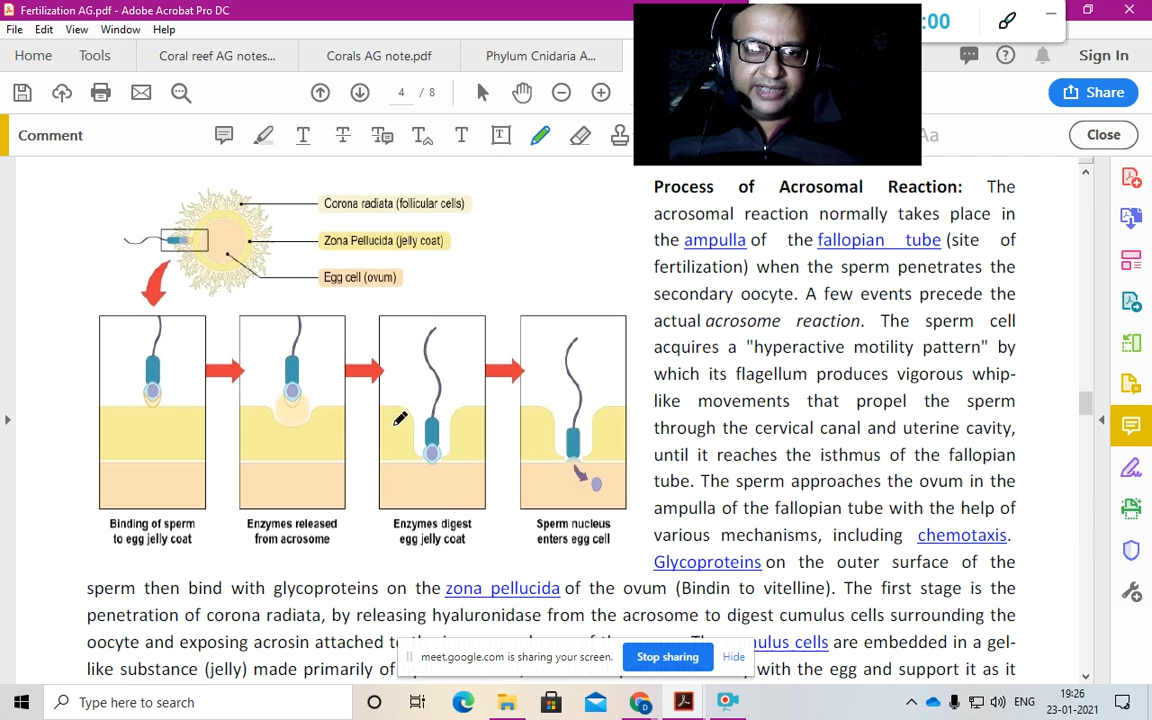 Fertilization AG.pdf - Adobe Acrobat Pro DC
:00
File Edit View Window Help
Home Tools Coral reef AG notes... Corals AG note.pdf Phylum Cnidaria A... Sign In
4 / 8 Share
Comment Aa Close
Corona radiata (follicular cells)
Zona Pellucida (jelly coat)
Egg cell (ovum)
Binding of sperm
to egg jelly coat
Enzymes released
from acrosome
Enzymes digest
egg jelly coat
Sperm nucleus
enters egg cell
Process of Acrosomal Reaction: The
acrosomal reaction normally takes place in
the ampulla of the fallopian tube (site of
fertilization) when the sperm penetrates the
secondary oocyte. A few events precede the
actual acrosome reaction. The sperm cell
acquires a "hyperactive motility pattern" by
which its flagellum produces vigorous whip-
like movements that propel the sperm
through the cervical canal and uterine cavity,
until it reaches the isthmus of the fallopian
tube. The sperm approaches the ovum in the
ampulla of the fallopian tube with the help of
various mechanisms, including chemotaxis.
Glycoproteins on the outer surface of the
sperm then bind with glycoproteins on the zona pellucida of the ovum (Bindin to vitelline). The first stage is the
penetration of corona radiata, by releasing hyaluronidase from the acrosome to digest cumulus cells surrounding the
oocyte and exposing acrosin attached to cells are embedded in a gel-
like substance (jelly) made primarily of with the egg and support it as it
meet.google.com is sharing your screen. Stop sharing Hide
Type here to search
ENG
19:26
23-01-2021